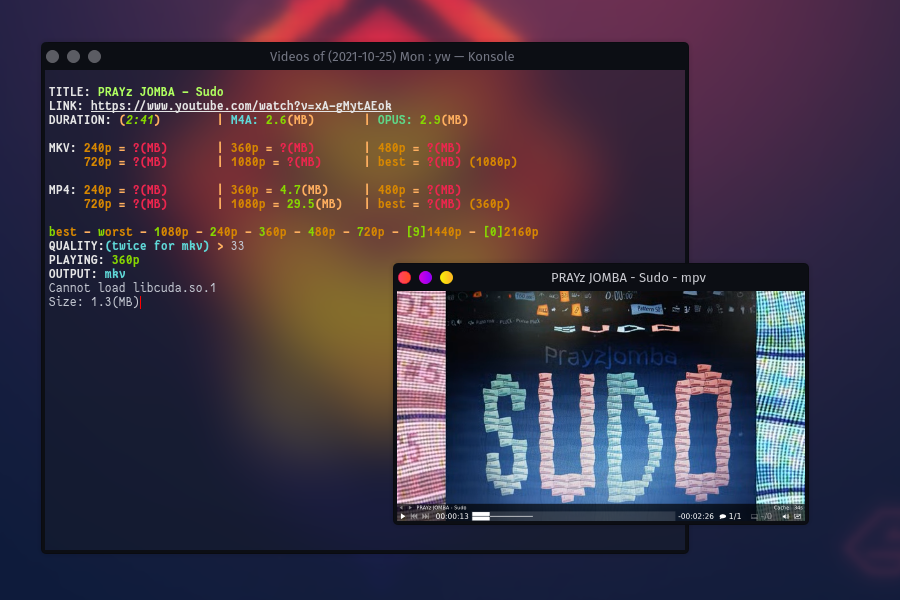 Videos of (2021-10-25) Mon : yw — Konsole
TITLE: PRAYz JOMBA - Sudo
LINK: https://www.youtube.com/watch?v=xA-gMytAEok
DURATION: (2:41) | M4A: 2.6(MB) | OPUS: 2.9(MB)
MKV: 240p = ?(MB) | 360p = ?(MB) | 480p = ?(MB)
720p = ?(MB) | 1080p = ?(MB) | best = ?(MB) (1080p)
MP4: 240p = ?(MB) | 360p = 4.7(MB) | 480p = ?(MB)
720p = ?(MB) | 1080p = 29.5(MB) | best = ?(MB) (360p)
best - worst - 1080p - 240p - 360p - 480p - 720p - [9]1440p - [0]2160p
QUALITY:(twice for mkv) > 33
PLAYING: 360p
OUTPUT: mkv
Cannot load libcuda.so.1
Size: 1.3(MB)
PRAYz JOMBA - Sudo - mpv
PrayzJomba
SUDO
PRAYz JOMBA - Sudo
00:00:13 -00:02:26 1/1 -/0